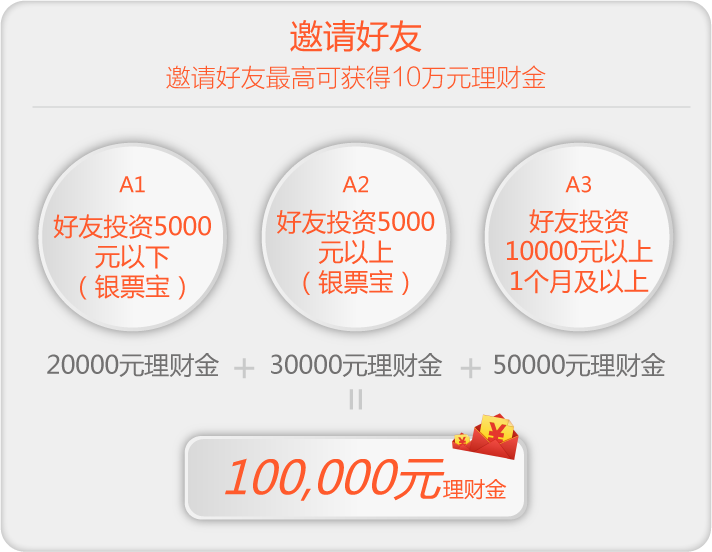 邀请好友
邀请好友最高可获得10万元理财金
A1
好友投资5000
元以下
（银票宝）
A2
好友投资5000
元以上
（银票宝）
A3
好友投资
10000元以上
1个月及以上
20000元理财金 + 30000元理财金 + 50000元理财金
=
¥ ¥
100,000元理财金